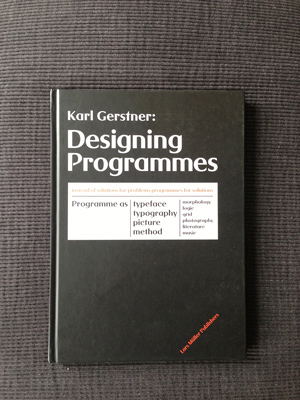 Karl Gerstner:
Designing
Programmes
instead of solutions for problems programmes for solutions
Programme as
typeface
typography
picture
method
morphology
logic
grid
photography
literature
music
Lars Müller Publishers